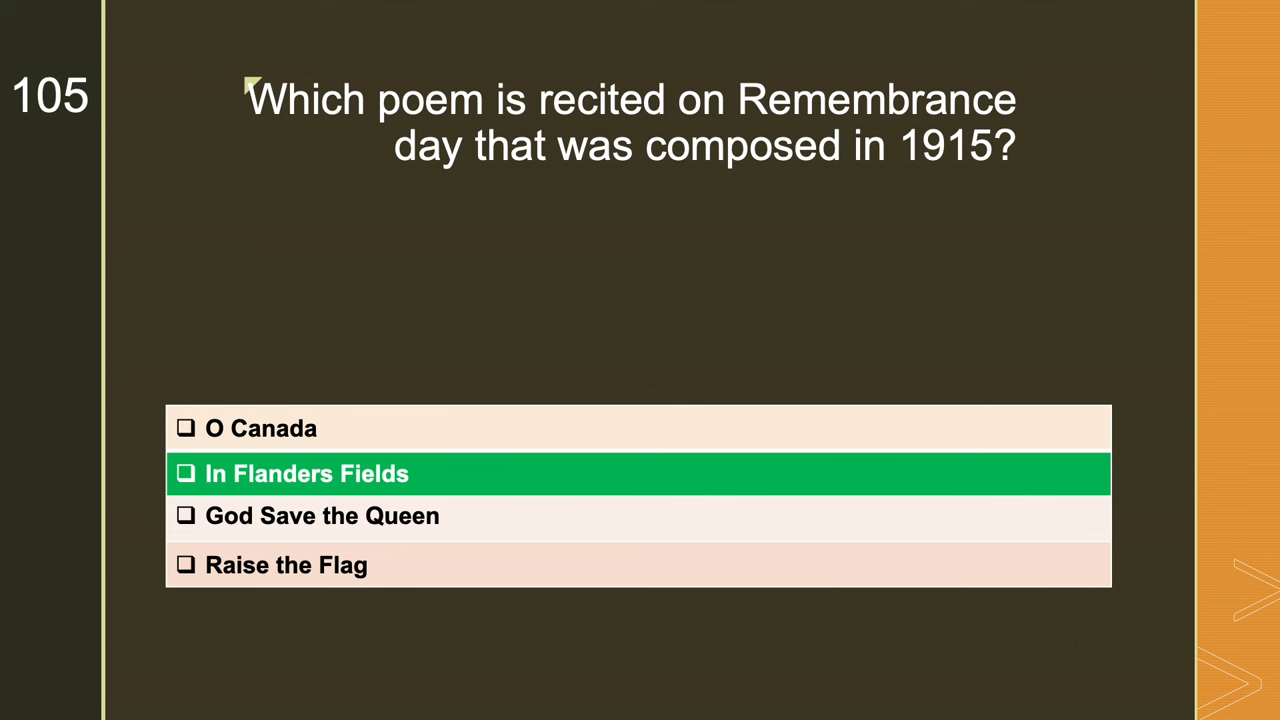 105
Which poem is recited on Remembrance
day that was composed in 1915?
O Canada
In Flanders Fields
God Save the Queen
Raise the Flag